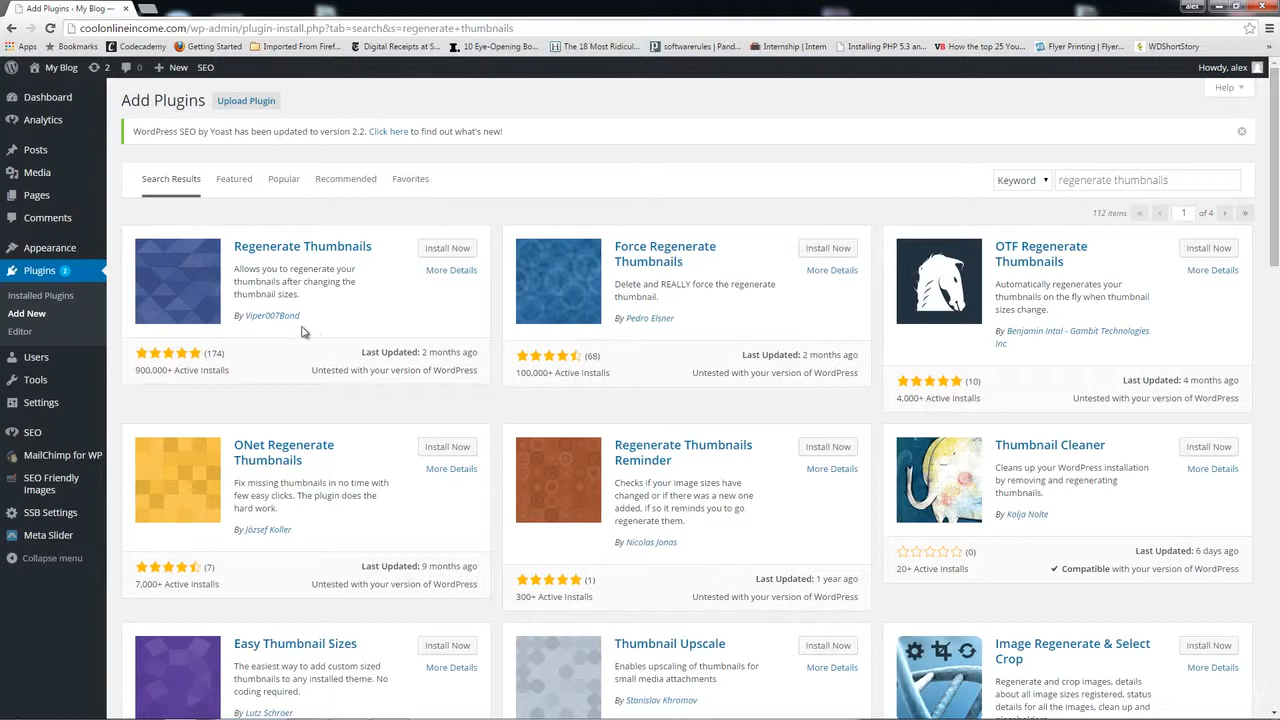 Add Plugins ‹ My Blog —
alex
coolonlineincome.com/wp-admin/plugin-install.php?tab=search&s=regenerate+thumbnails
Apps
Bookmarks
Codecademy
Getting Started
Imported From Firef...
Digital Receipts at S...
10 Eye-Opening Bo...
The 18 Most Ridicul...
softwarerules | Pand...
Internship | Intern
Installing PHP 5.3 an...
How the top 25 You...
Flyer Printing | Flyer...
WDShortStory
My Blog
2
0
New
SEO
Howdy, alex
Dashboard
Analytics
Posts
Media
Pages
Comments
Appearance
Plugins 2
Installed Plugins
Add New
Editor
Users
Tools
Settings
SEO
MailChimp for WP
SEO Friendly
Images
SSB Settings
Meta Slider
Collapse menu
Add Plugins
Upload Plugin
Help
WordPress SEO by Yoast has been updated to version 2.2. Click here to find out what's new!
Search Results
Featured
Popular
Recommended
Favorites
Keyword
regenerate thumbnails
112 items « ‹ 1 of 4 › »
Regenerate Thumbnails
Install Now
More Details
Allows you to regenerate your
thumbnails after changing the
thumbnail sizes.
By Viper007Bond
(174)
Last Updated: 2 months ago
900,000+ Active Installs
Untested with your version of WordPress
Force Regenerate
Thumbnails
Install Now
More Details
Delete and REALLY force the regenerate
thumbnail.
By Pedro Elsner
(68)
Last Updated: 2 months ago
100,000+ Active Installs
Untested with your version of WordPress
OTF Regenerate
Thumbnails
Install Now
More Details
Automatically regenerates your
thumbnails on the fly when thumbnail
sizes change.
By Benjamin Intal - Gambit Technologies
Inc
(10)
Last Updated: 4 months ago
4,000+ Active Installs
Untested with your version of WordPress
ONet Regenerate
Thumbnails
Install Now
More Details
Fix missing thumbnails in no time with
few easy clicks. The plugin does the
hard work.
By József Koller
(7)
Last Updated: 9 months ago
7,000+ Active Installs
Untested with your version of WordPress
Regenerate Thumbnails
Reminder
Install Now
More Details
Checks if your image sizes have
changed or if there was a new one
added, if so it reminds you to go
regenerate them.
By Nicolas Jonas
(1)
Last Updated: 1 year ago
300+ Active Installs
Untested with your version of WordPress
Thumbnail Cleaner
Install Now
More Details
Cleans up your WordPress installation
by removing and regenerating
thumbnails.
By Kolja Nolte
(0)
Last Updated: 6 days ago
20+ Active Installs
✔ Compatible with your version of WordPress
Easy Thumbnail Sizes
Install Now
More Details
The easiest way to add custom sized
thumbnails to any installed theme. No
coding required.
By Lutz Schröer
Thumbnail Upscale
Install Now
More Details
Enables upscaling of thumbnails for
small media attachments
By Stanislav Khromov
Image Regenerate & Select
Crop
Install Now
More Details
Regenerate and crop images, details
about all image sizes registered, status
details for all the images, clean up and